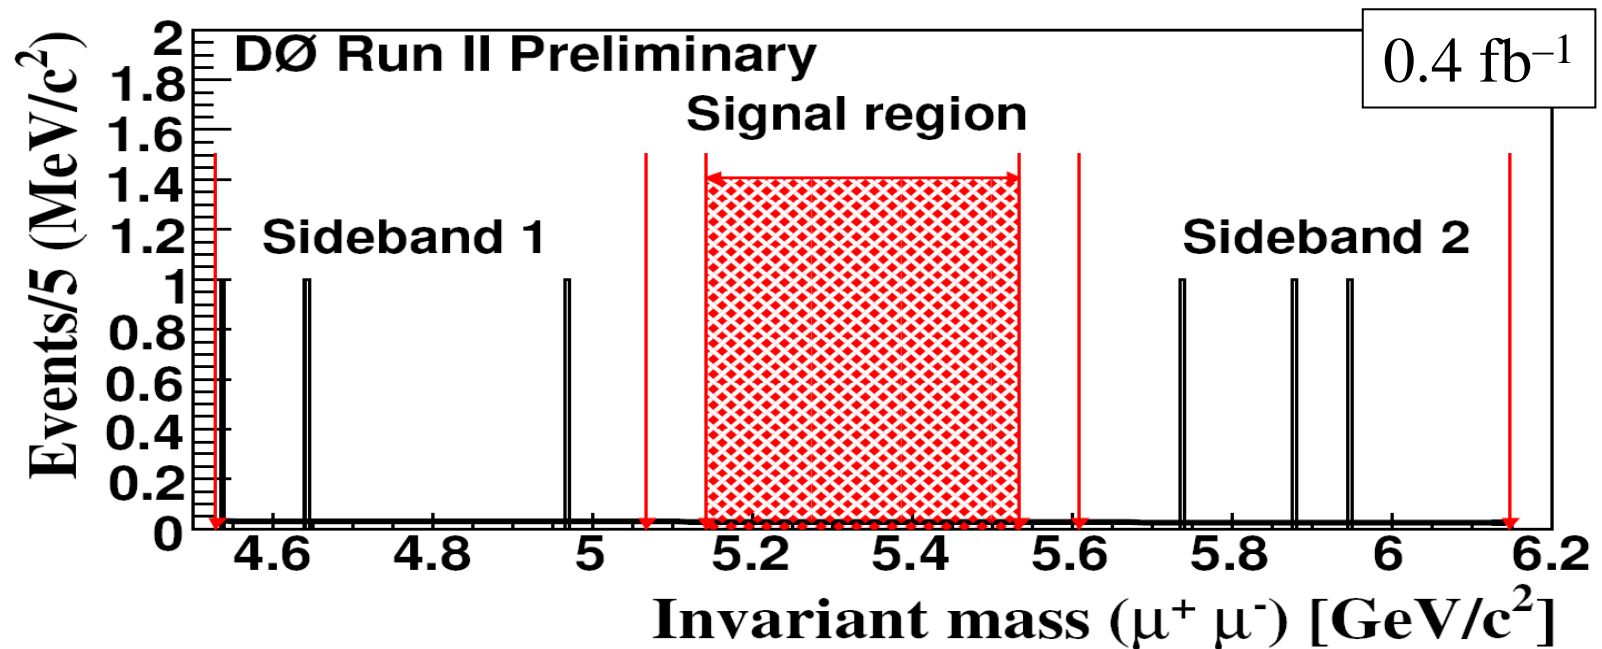 DØ Run II Preliminary
0.4 fb⁻¹
Signal region
Sideband 1
Sideband 2
Events/5 (MeV/c²)
2
1.8
1.6
1.4
1.2
1
0.8
0.6
0.4
0.2
0
4.6 4.8 5 5.2 5.4 5.6 5.8 6 6.2
Invariant mass (μ⁺ μ⁻) [GeV/c²]